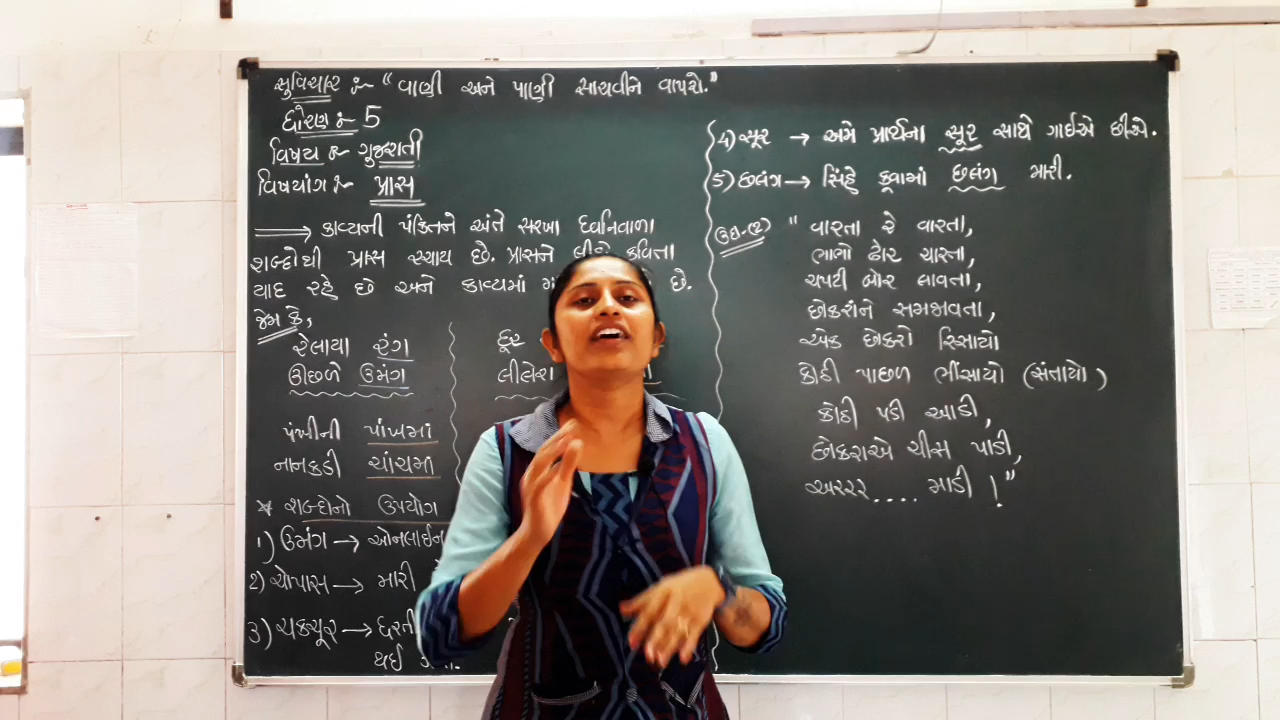 સુવિચાર :- "વાણી અને પાણી સાચવીને વાપરો."
ધોરણ :- 5
વિષય :- ગુજરાતી
વિષયાંગ :- પ્રાસ
⟹ કાવ્યની પંક્તિને અંતે સરખા ધ્વનિવાળા
શબ્દોથી પ્રાસ રચાય છે. પ્રાસને લીધે કવિતા
યાદ રહે છે અને કાવ્યમાં છે.
જેમ કે,
રેલાયા રંગ
ઊછળે ઉમંગ
દૂર
પંખીની પાંખમાં
નાનકડી ચાંચમાં
* શબ્દોનો ઉપયોગ
1) ઉમંગ → ઓનલાઈન
2) ચોપાસ → મારી
3) ચકચૂર → ધરતી
થઈ
4) સૂર → અમે પ્રાર્થના સૂર સાથે ગાઈએ છીએ.
5) છલંગ → સિંહે કૂવામાં છલંગ મારી.
ઉદા-(2) "વારતા રે વારતા,
ભાભો ઢોર ચારતા,
ચપટી બોર લાવતા,
છોકરાંને સમજાવતા,
એક છોકરો રિસાયો
કોઠી પાછળ ભીંસાયો (સંતાયો)
કોઠી પડી આડી,
છોકરાએ ચીસ પાડી,
અરરર.... માડી !"